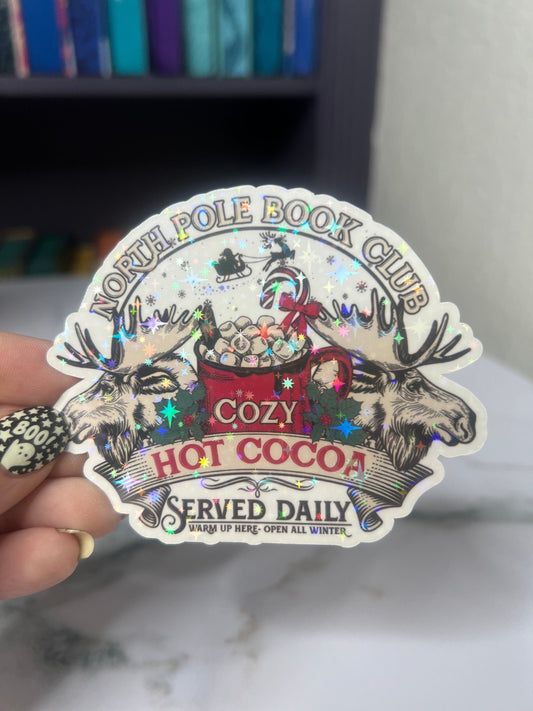 NORTH POLE BOOK CLUB
COZY
HOT COCOA
SERVED DAILY
WARM UP HERE- OPEN ALL WINTER
BOO!